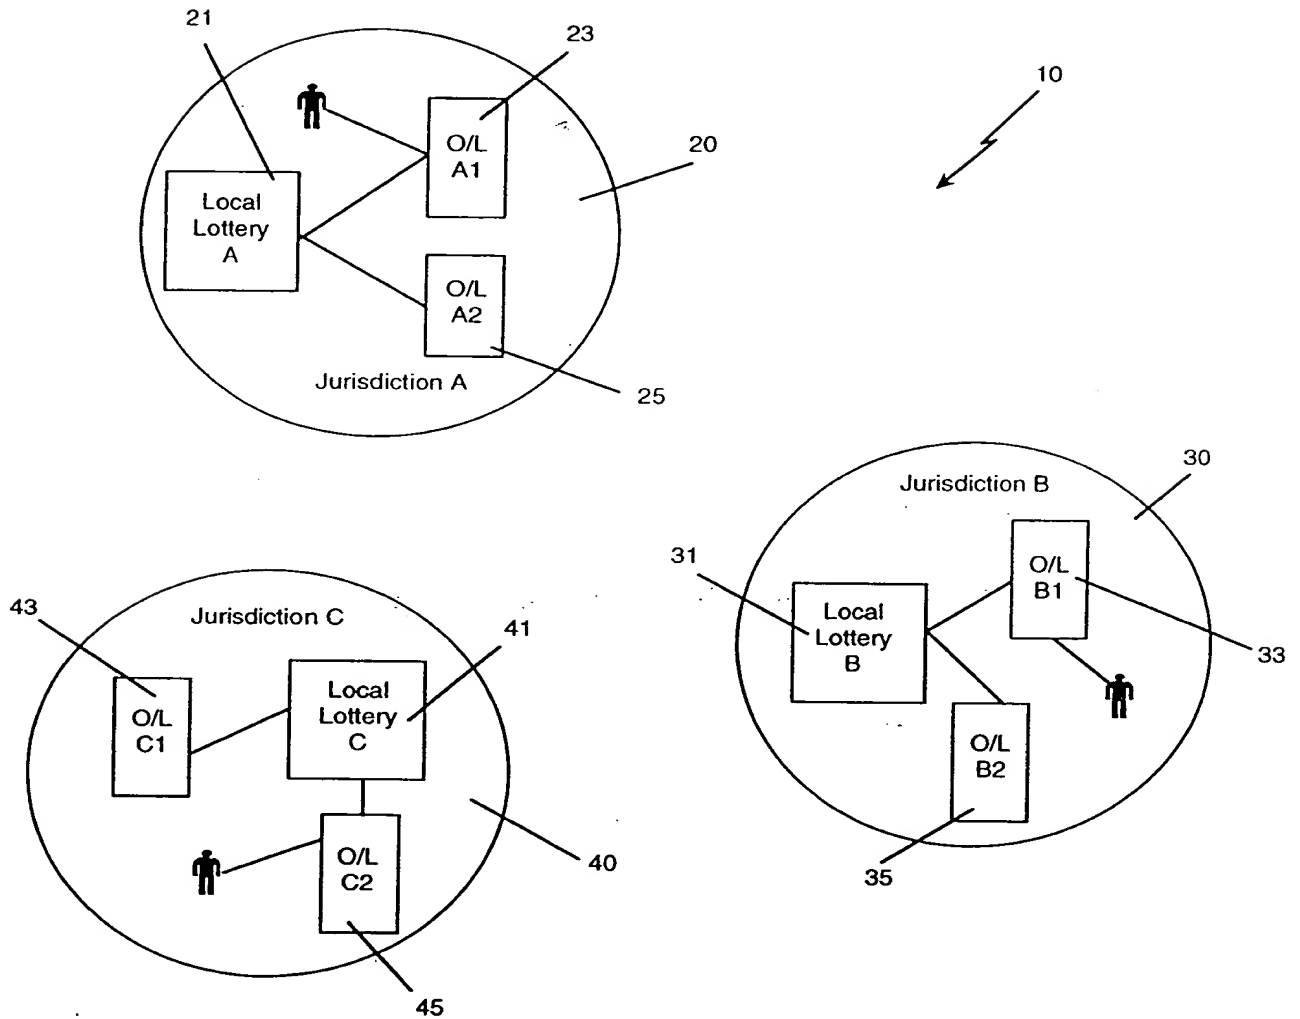 21
23
10
O/L
A1
20
Local
Lottery
A
O/L
A2
Jurisdiction A
25
30
Jurisdiction B
31
O/L
B1
Local
Lottery
B
33
O/L
B2
35
43
Jurisdiction C
41
Local
Lottery
C
O/L
C1
40
O/L
C2
45